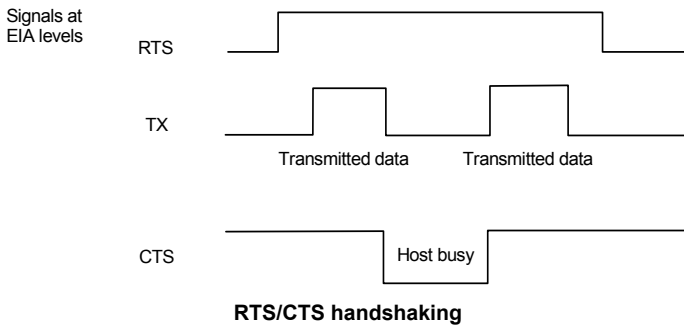 Signals at
EIA levels
RTS
TX
Transmitted data Transmitted data
CTS
Host busy
RTS/CTS handshaking